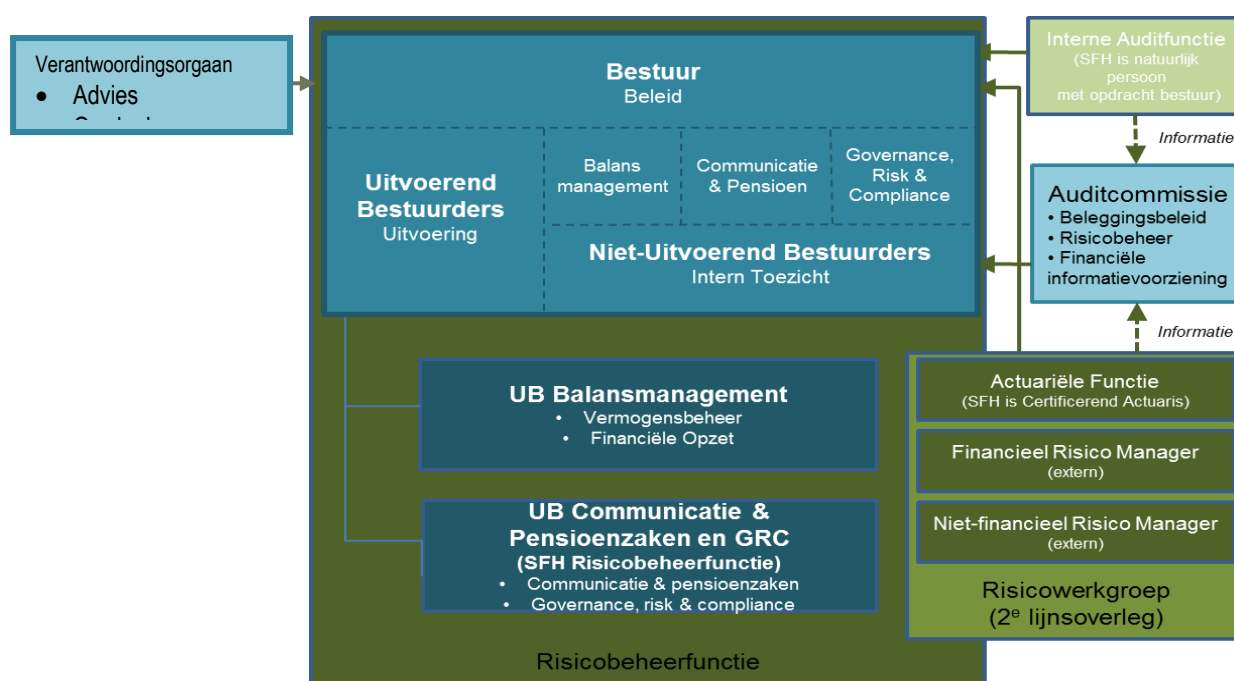 Verantwoordingsorgaan
• Advies
Bestuur
Beleid
Uitvoerend
Bestuurders
Uitvoering
Balans
management
Communicatie
& Pensioen
Governance,
Risk &
Compliance
Niet-Uitvoerend Bestuurders
Intern Toezicht
UB Balansmanagement
• Vermogensbeheer
• Financiële Opzet
UB Communicatie &
Pensioenzaken en GRC
(SFH Risicobeheerfunctie)
• Communicatie & pensioenzaken
• Governance, risk & compliance
Risicobeheerfunctie
Interne Auditfunctie
(SFH is natuurlijk
persoon
met opdracht bestuur)
Informatie
Auditcommissie
• Beleggingsbeleid
• Risicobeheer
• Financiële
informatievoorziening
Informatie
Actuariële Functie
(SFH is Certificerend Actuaris)
Financieel Risico Manager
(extern)
Niet-financieel Risico Manager
(extern)
Risicowerkgroep
(2e lijnsoverleg)